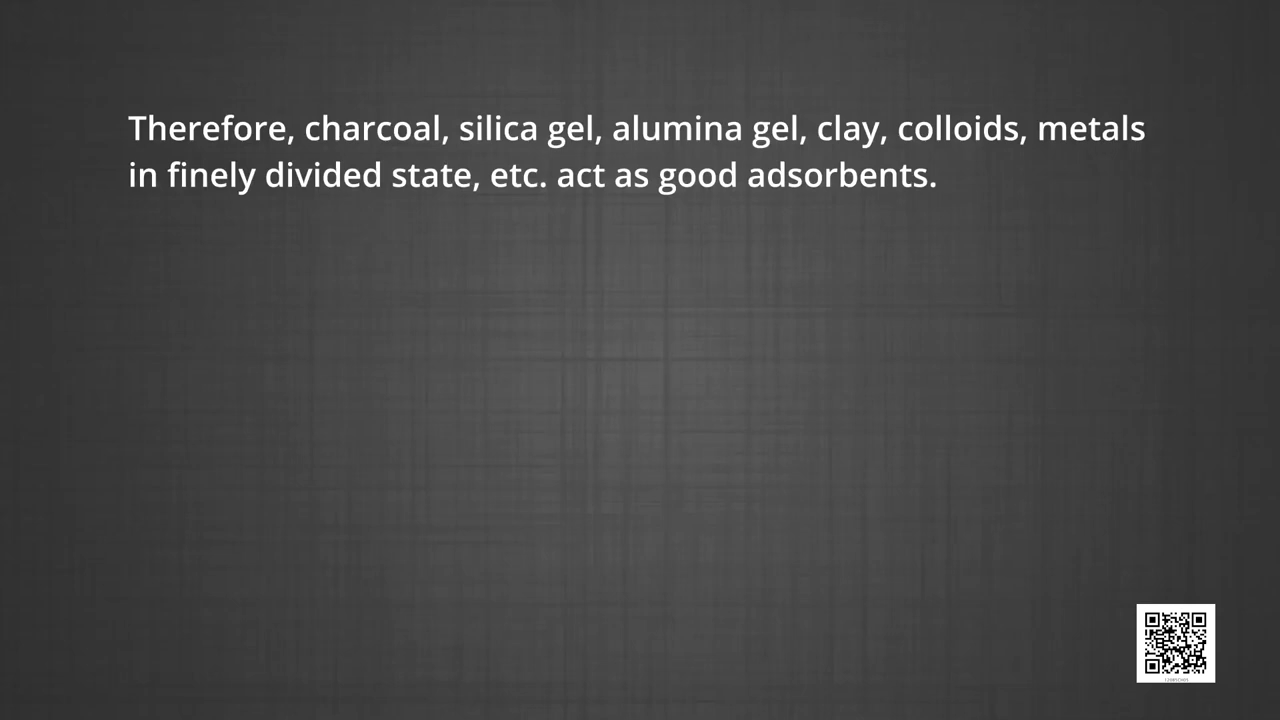 Therefore, charcoal, silica gel, alumina gel, clay, colloids, metals
in finely divided state, etc. act as good adsorbents.